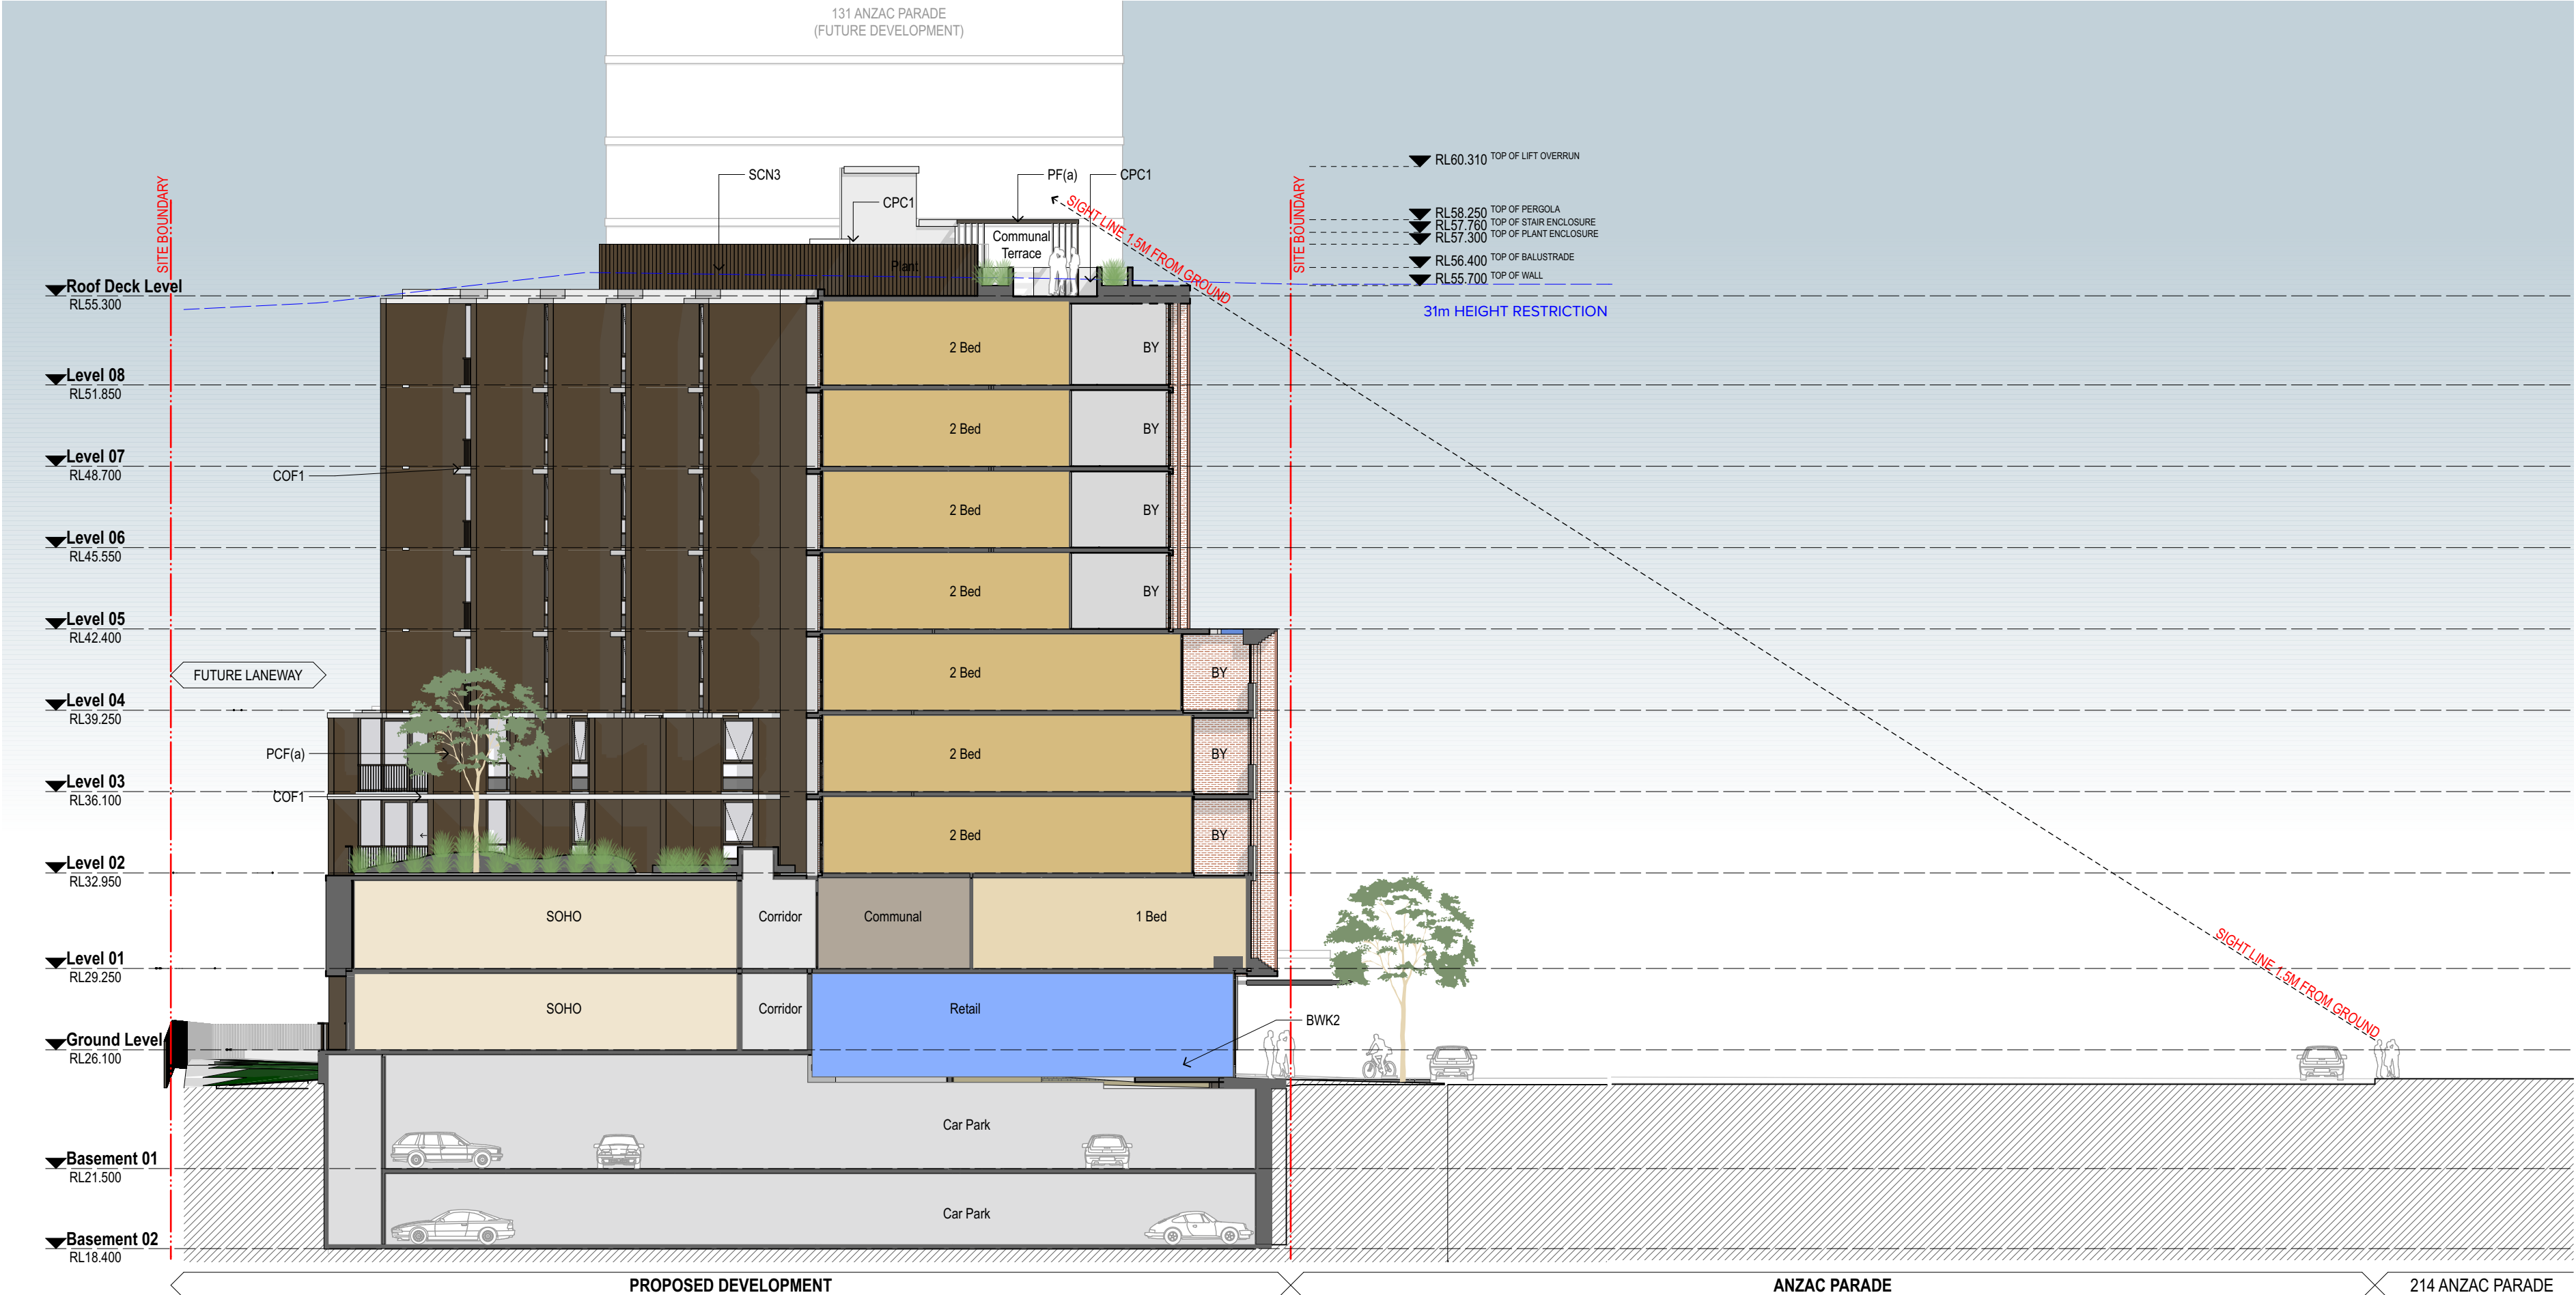 131 ANZAC PARADE
(FUTURE DEVELOPMENT)
RL60.310 TOP OF LIFT OVERRUN
SCN3
PF(a)
CPC1
SITE BOUNDARY
SITE BOUNDARY
CPC1
SIGHT LINE 1.5M FROM GROUND
RL58.250 TOP OF PERGOLA
RL57.760 TOP OF STAIR ENCLOSURE
RL57.300 TOP OF PLANT ENCLOSURE
Communal
Terrace
Plant
RL56.400 TOP OF BALUSTRADE
RL55.700 TOP OF WALL
Roof Deck Level
RL55.300
31m HEIGHT RESTRICTION
2 Bed
BY
Level 08
RL51.850
2 Bed
BY
Level 07
RL48.700
COF1
2 Bed
BY
Level 06
RL45.550
2 Bed
BY
Level 05
RL42.400
FUTURE LANEWAY
2 Bed
BY
Level 04
RL39.250
PCF(a)
2 Bed
BY
Level 03
RL36.100
COF1
2 Bed
BY
Level 02
RL32.950
SOHO
Corridor
Communal
1 Bed
SIGHT LINE 1.5M FROM GROUND
Level 01
RL29.250
SOHO
Corridor
Retail
BWK2
Ground Level
RL26.100
Car Park
Basement 01
RL21.500
Car Park
Basement 02
RL18.400
PROPOSED DEVELOPMENT
ANZAC PARADE
214 ANZAC PARADE